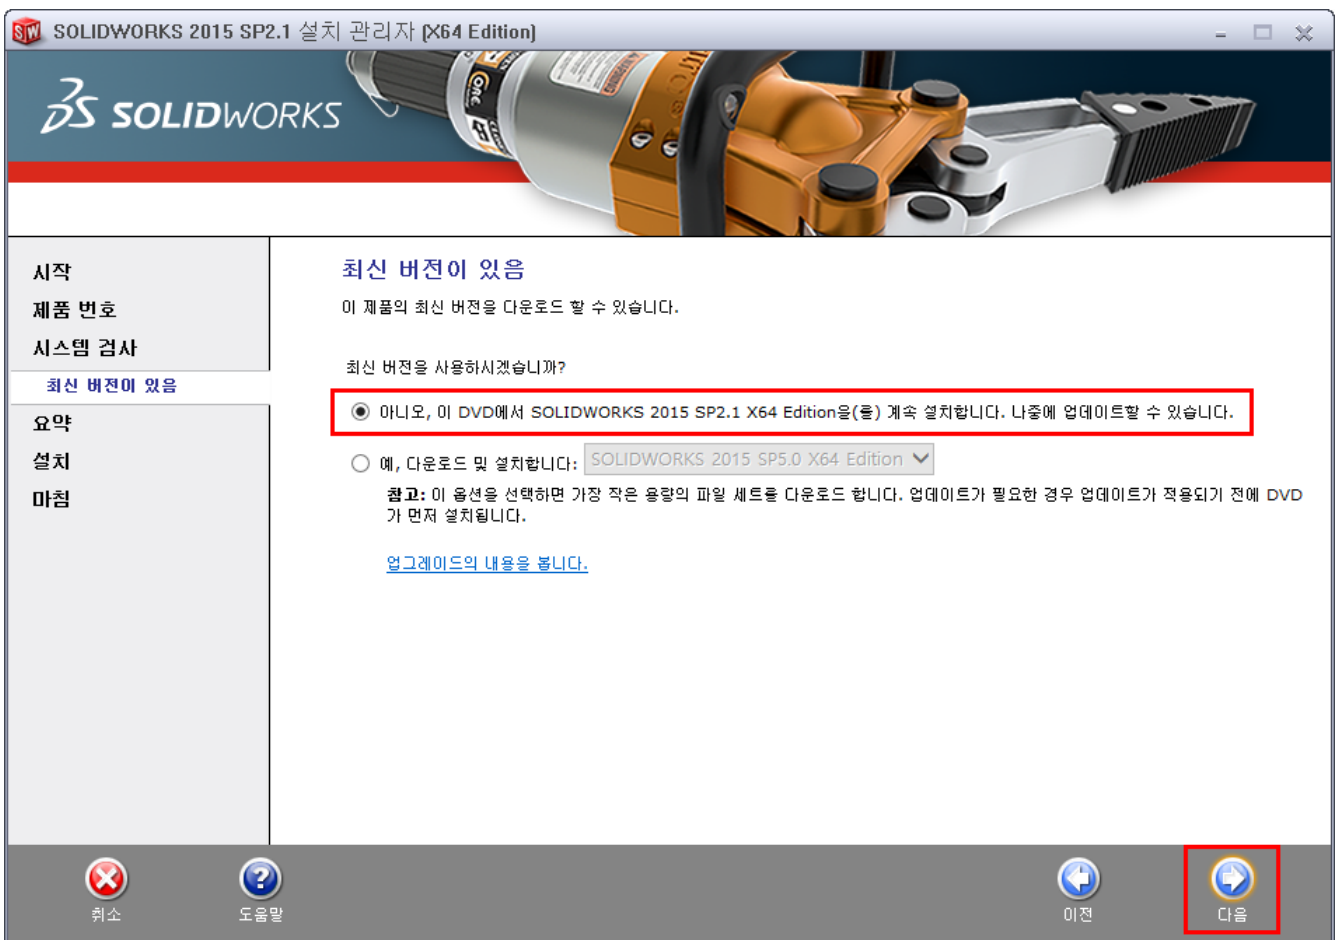 SOLIDWORKS 2015 SP2.1 설치 관리자 (X64 Edition)
SOLIDWORKS
시작
제품 번호
시스템 검사
최신 버전이 있음
요약
설치
마침
최신 버전이 있음
이 제품의 최신 버전을 다운로드 할 수 있습니다.
최신 버전을 사용하시겠습니까?
아니오, 이 DVD에서 SOLIDWORKS 2015 SP2.1 X64 Edition을(를) 계속 설치합니다. 나중에 업데이트할 수 있습니다.
예, 다운로드 및 설치합니다: SOLIDWORKS 2015 SP5.0 X64 Edition
참고: 이 옵션을 선택하면 가장 작은 용량의 파일 세트를 다운로드 합니다. 업데이트가 필요한 경우 업데이트가 적용되기 전에 DVD
가 먼저 설치됩니다.
업그레이드의 내용을 봅니다.
취소
도움말
이전
다음